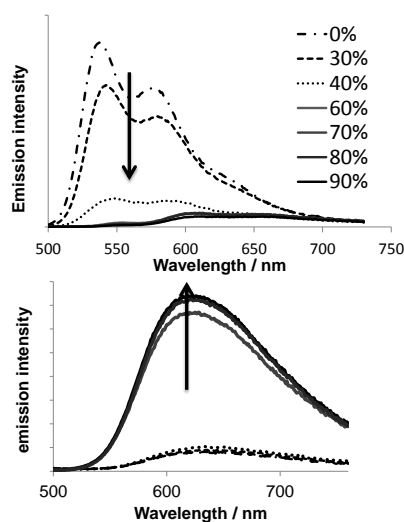 Emission intensity
0%
30%
40%
60%
70%
80%
90%
500 550 600 650 700 750
Wavelength / nm
emission intensity
500 600 700
Wavelength / nm